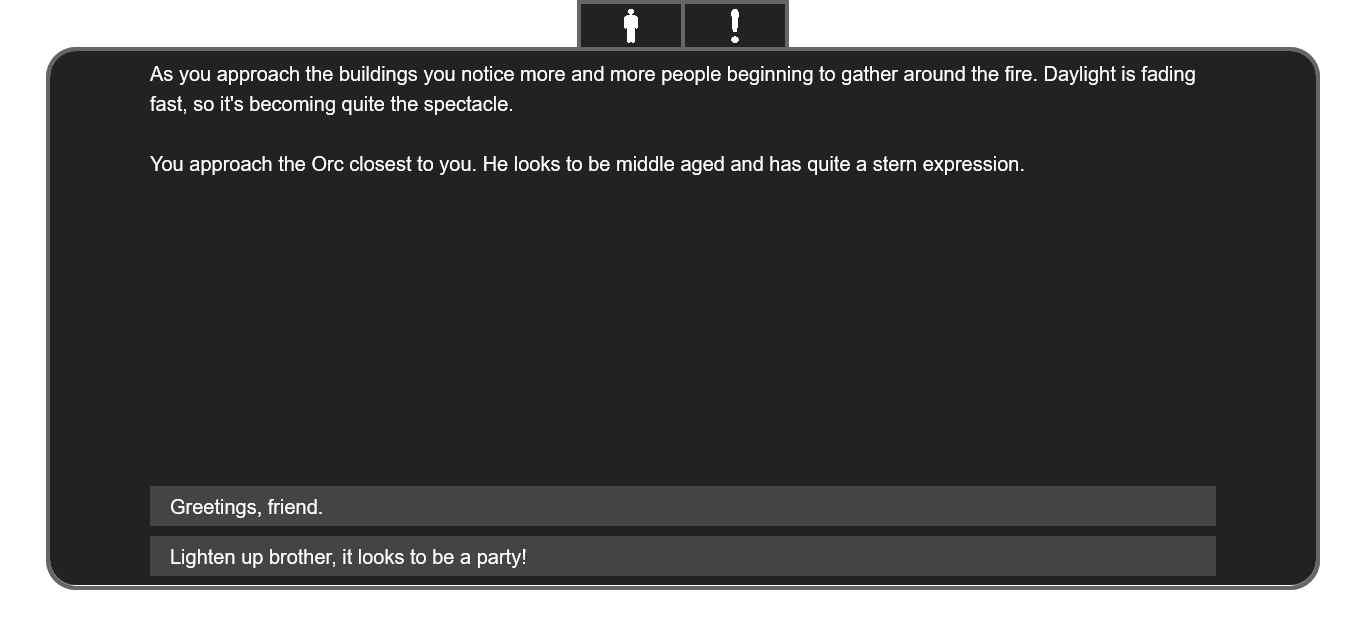 As you approach the buildings you notice more and more people beginning to gather around the fire. Daylight is fading
fast, so it's becoming quite the spectacle.
You approach the Orc closest to you. He looks to be middle aged and has quite a stern expression.
Greetings, friend.
Lighten up brother, it looks to be a party!